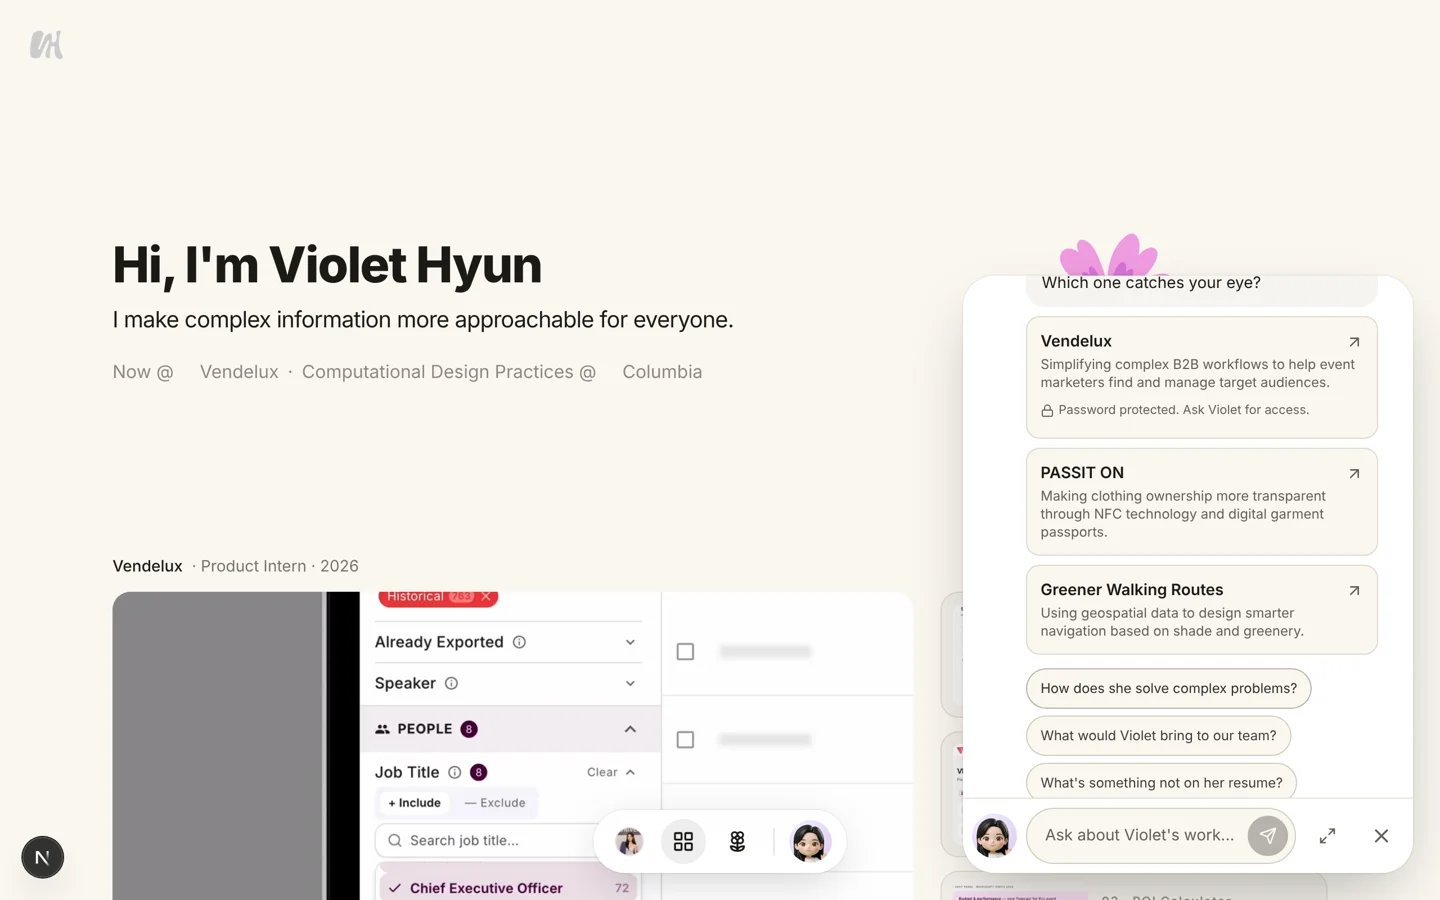 Hi, I'm Violet Hyun
I make complex information more approachable for everyone.
Now @ Vendelux · Computational Design Practices @ Columbia
Vendelux · Product Intern · 2026
Historical 763
Already Exported
Speaker
PEOPLE 8
Job Title 8 Clear
+ Include — Exclude
Search job title...
Chief Executive Officer 72
Which one catches your eye?
Vendelux
Simplifying complex B2B workflows to help event
marketers find and manage target audiences.
Password protected. Ask Violet for access.
PASSIT ON
Making clothing ownership more transparent
through NFC technology and digital garment
passports.
Greener Walking Routes
Using geospatial data to design smarter
navigation based on shade and greenery.
How does she solve complex problems?
What would Violet bring to our team?
What's something not on her resume?
Ask about Violet's work...
N